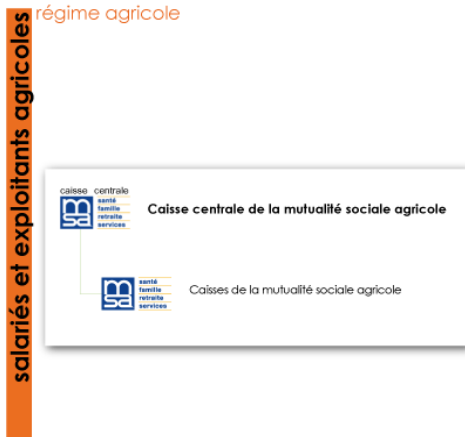 régime agricole
salariés et exploitants agricoles
caisse centrale
msa
santé
famille
retraite
services
Caisse centrale de la mutualité sociale agricole
msa
santé
famille
retraite
services
Caisses de la mutualité sociale agricole